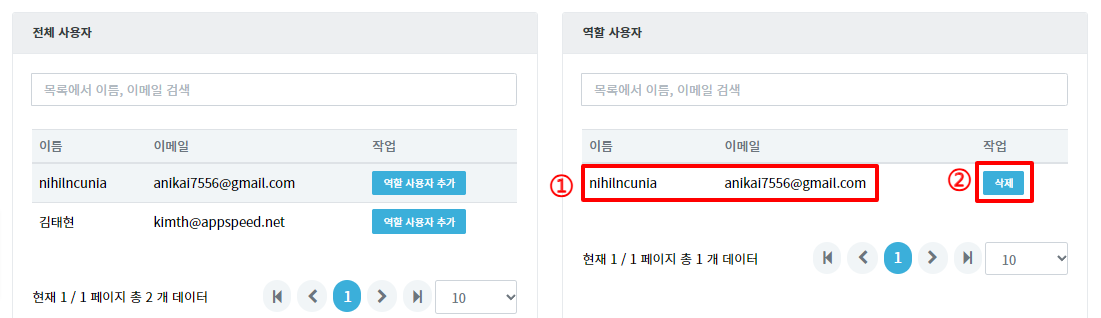 전체 사용자
목록에서 이름, 이메일 검색
이름 이메일 작업
nihilncunia anikai7556@gmail.com 역할 사용자 추가
김태현 kimth@appspeed.net 역할 사용자 추가
현재 1 / 1 페이지 총 2 개 데이터 1 10
역할 사용자
목록에서 이름, 이메일 검색
이름 이메일 작업
① nihilncunia anikai7556@gmail.com ② 삭제
현재 1 / 1 페이지 총 1 개 데이터 1 10